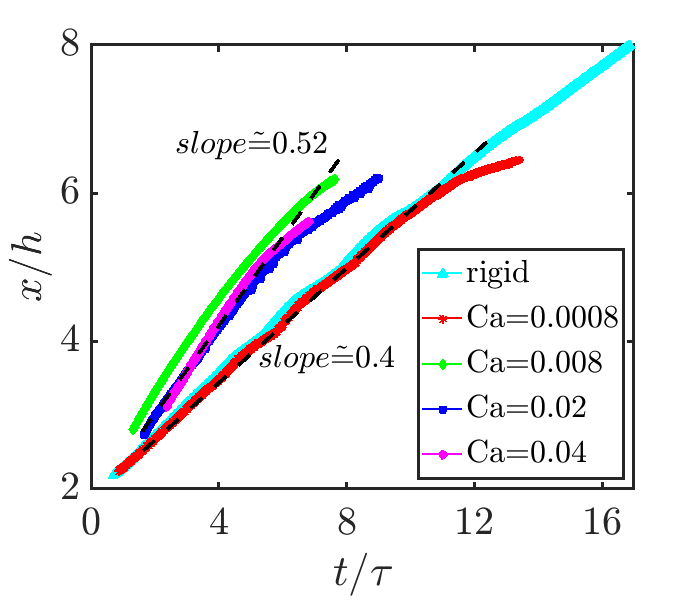 8
6
4
2
x/h
slope=̃0.52
slope=̃0.4
rigid
Ca=0.0008
Ca=0.008
Ca=0.02
Ca=0.04
0 4 8 12 16
t/τ